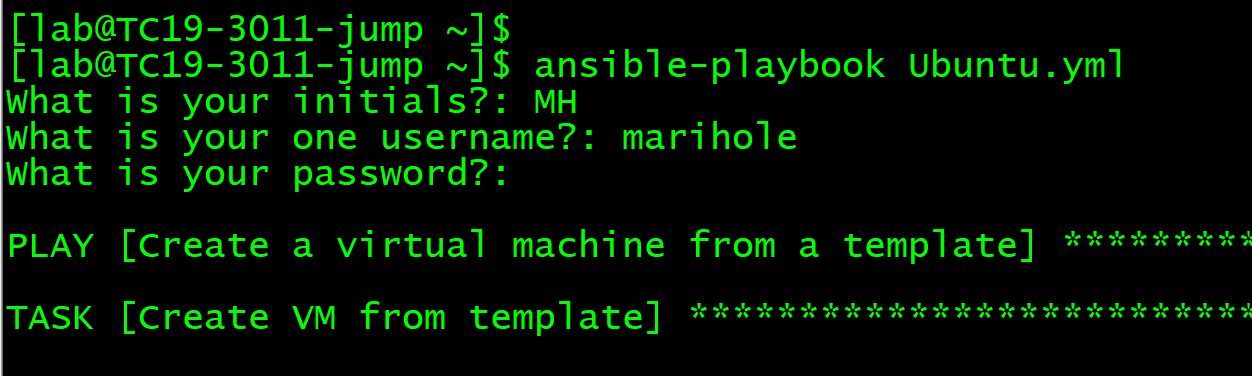 [lab@TC19-3011-jump ~]$
[lab@TC19-3011-jump ~]$ ansible-playbook Ubuntu.yml
What is your initials?: MH
What is your one username?: marihole
What is your password?:
PLAY [Create a virtual machine from a template] *********
TASK [Create VM from template] **************************